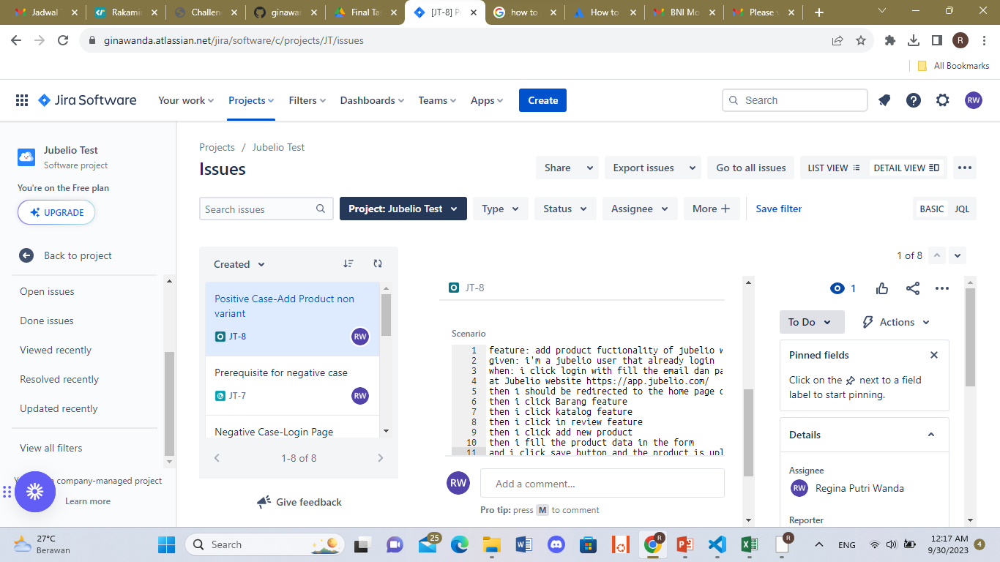 Jadwal
Rakami
Challen
ginawan
Final Ta
[JT-8] P
how to
How to
BNI Mo
Please
ginawanda.atlassian.net/jira/software/c/projects/JT/issues
R
All Bookmarks
Jira Software
Your work
Projects
Filters
Dashboards
Teams
Apps
Create
Search
RW
Jubelio Test
Software project
You're on the Free plan
UPGRADE
Back to project
Open issues
Done issues
Viewed recently
Resolved recently
Updated recently
View all filters
company-managed project
Learn more
Projects / Jubelio Test
Issues
Share
Export issues
Go to all issues
LIST VIEW
DETAIL VIEW
Search issues
Project: Jubelio Test
Type
Status
Assignee
More
Save filter
BASIC
JQL
Created
Positive Case-Add Product non
variant
JT-8
RW
Prerequisite for negative case
JT-7
RW
Negative Case-Login Page
1-8 of 8
Give feedback
1 of 8
JT-8
Scenario
1 feature: add product fuctionality of jubelio w
2 given: i'm a jubelio user that already login
3 when: i click login with fill the email dan pa
4 at Jubelio website https://app.jubelio.com/
5 then i should be redirected to the home page o
6 then i click Barang feature
7 then i click katalog feature
8 then i click in review feature
9 then i click add new product
10 then i fill the product data in the form
11 and i click save button and the product is upl
RW
Add a comment...
Pro tip: press M to comment
1
To Do
Actions
Pinned fields
Click on the next to a field
label to start pinning.
Details
Assignee
RW Regina Putri Wanda
Reporter
27°C
Berawan
Search
25
R
R
ENG
12:17 AM
9/30/2023
4